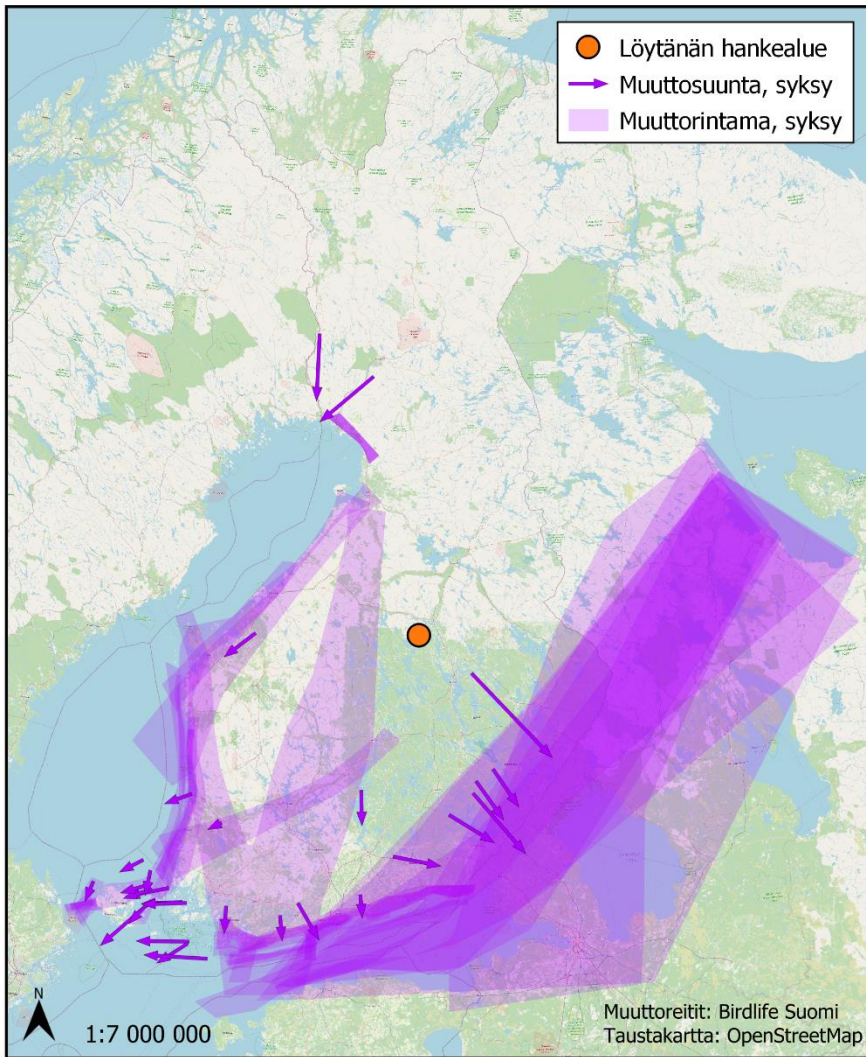 Löytänän hankealue
Muuttosuunta, syksy
Muuttorintama, syksy
N
1:7 000 000
Muuttoreitit: Birdlife Suomi
Taustakartta: OpenStreetMap